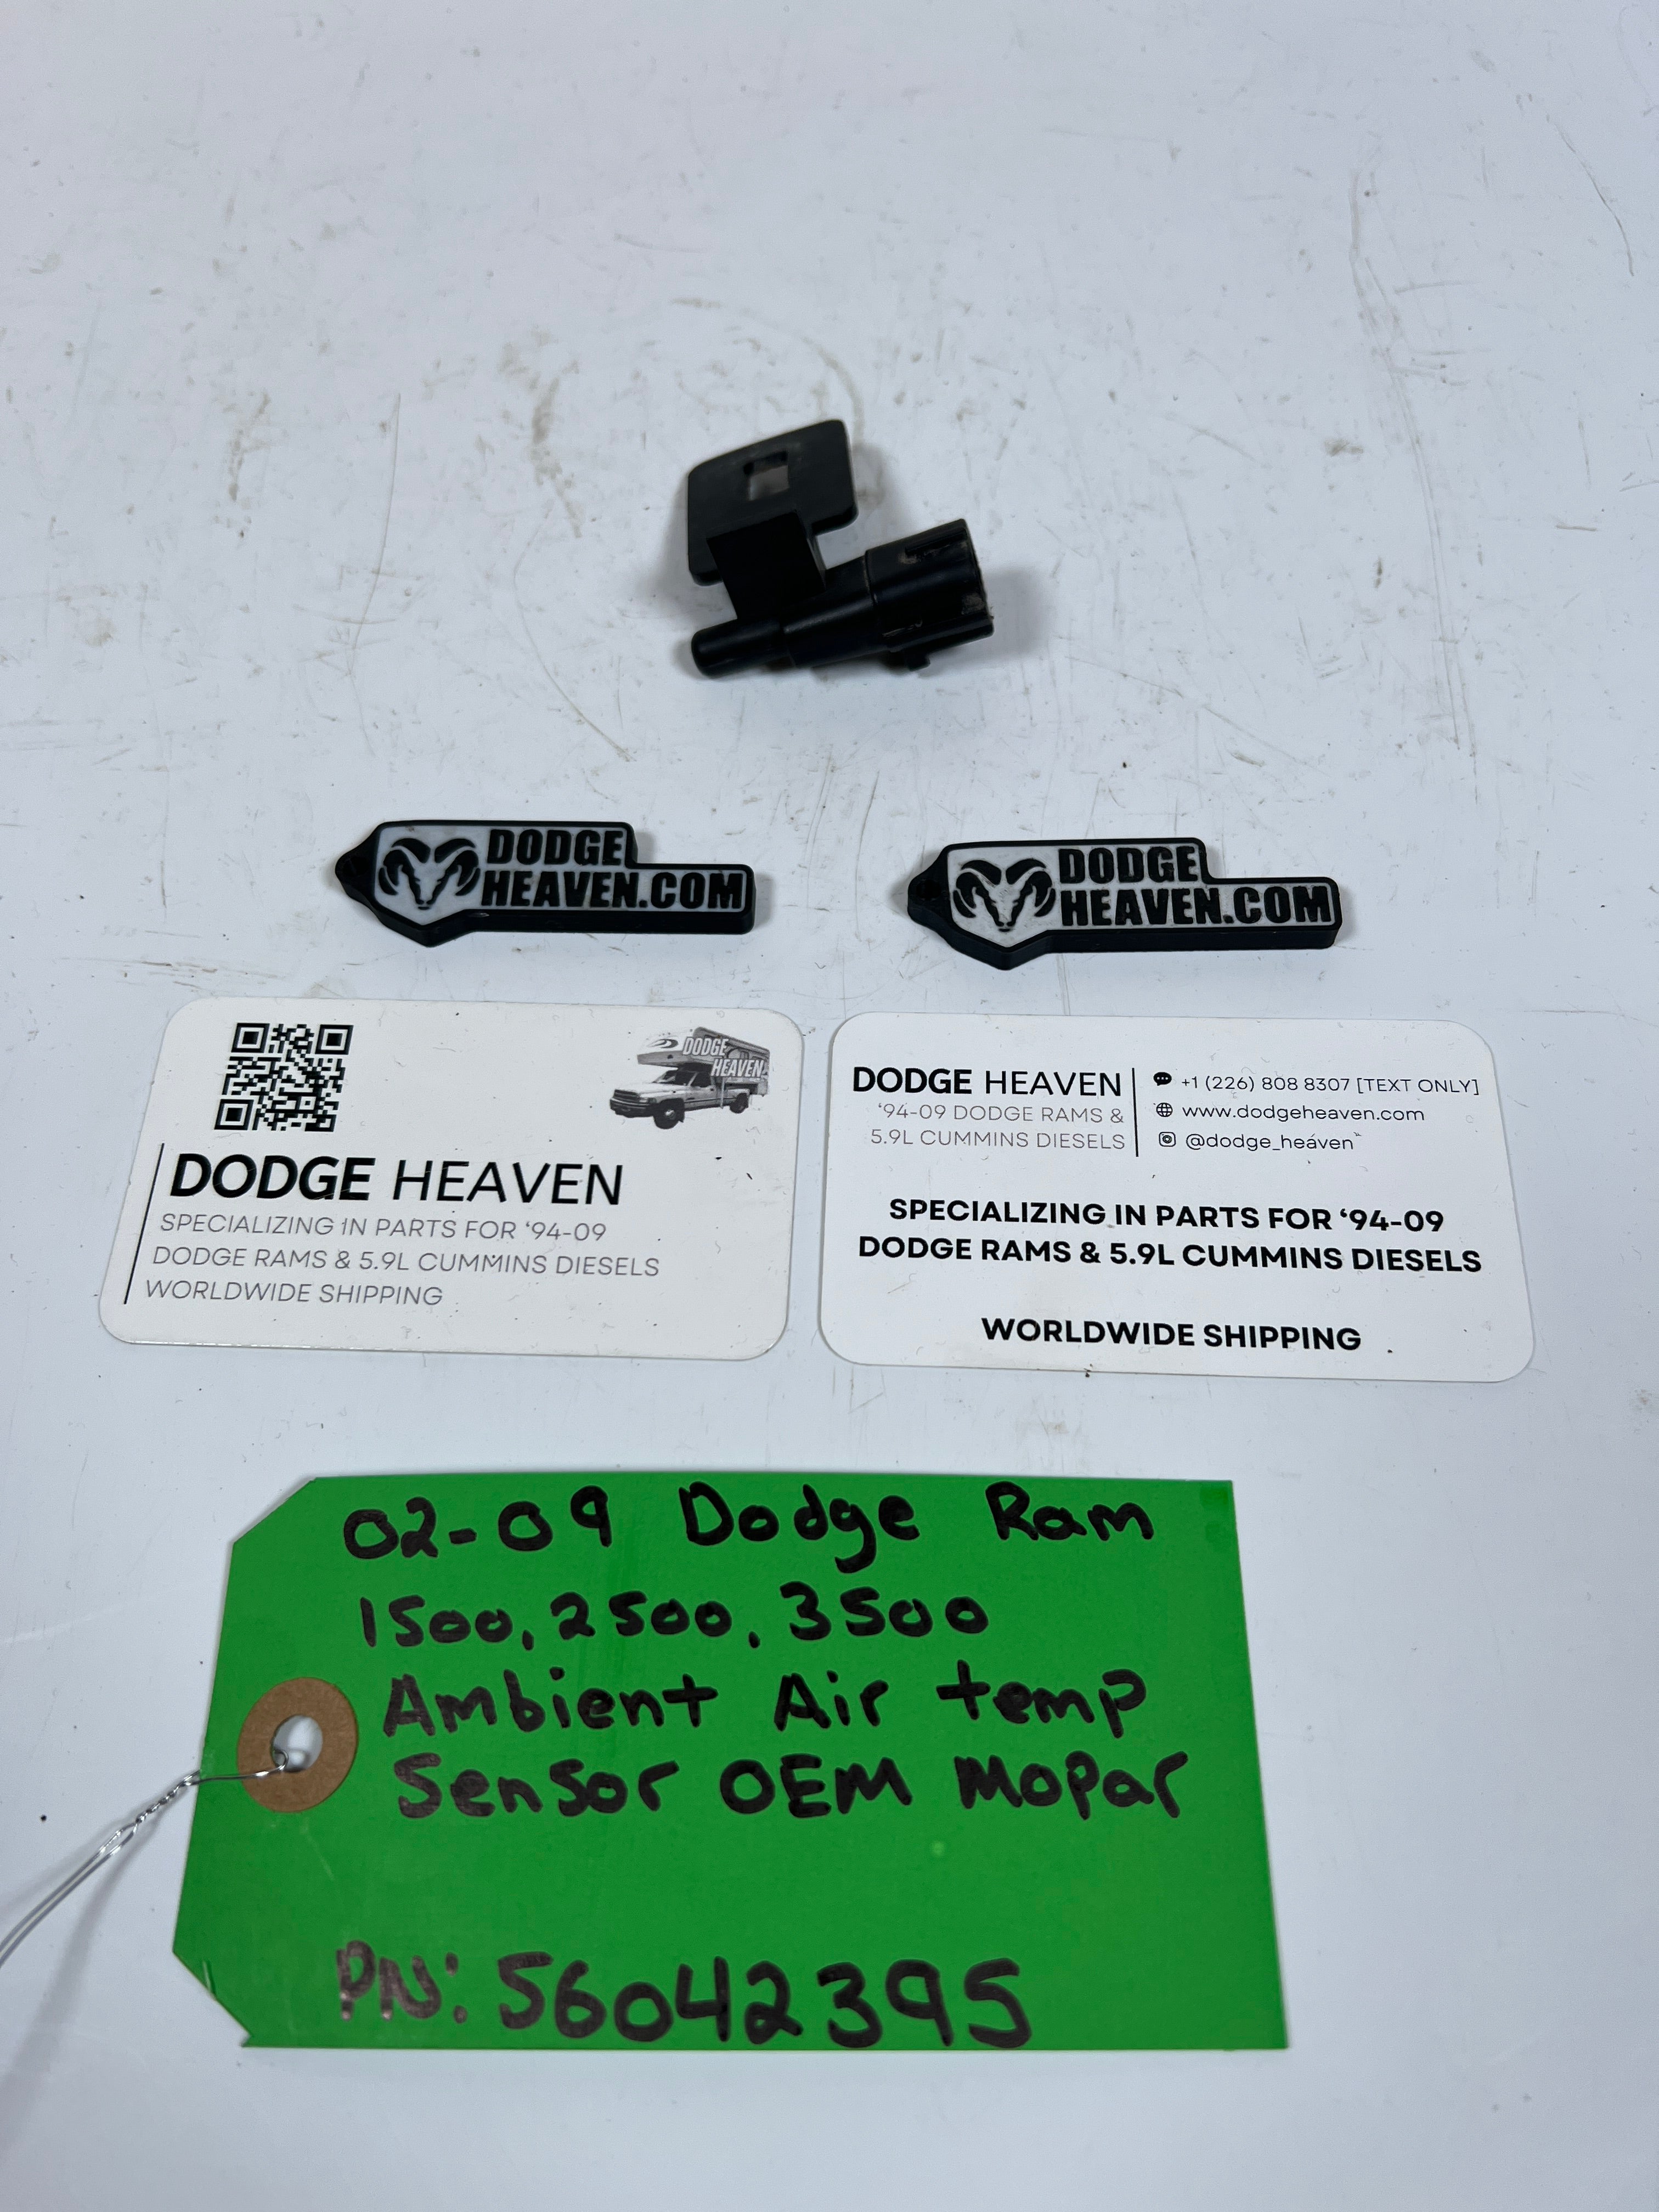 DODGE
HEAVEN.COM
DODGE
HEAVEN.COM
DODGE
HEAVEN
DODGE HEAVEN
SPECIALIZING IN PARTS FOR ‘94-09
DODGE RAMS & 5.9L CUMMINS DIESELS
WORLDWIDE SHIPPING
DODGE HEAVEN
‘94-09 DODGE RAMS &
5.9L CUMMINS DIESELS
+1 (226) 808 8307 [TEXT ONLY]
www.dodgeheaven.com
@dodge_heaven
SPECIALIZING IN PARTS FOR ‘94-09
DODGE RAMS & 5.9L CUMMINS DIESELS
WORLDWIDE SHIPPING
02-09 Dodge Ram
1500, 2500, 3500
Ambient Air temp
Sensor OEM Mopar
PN: 56042395